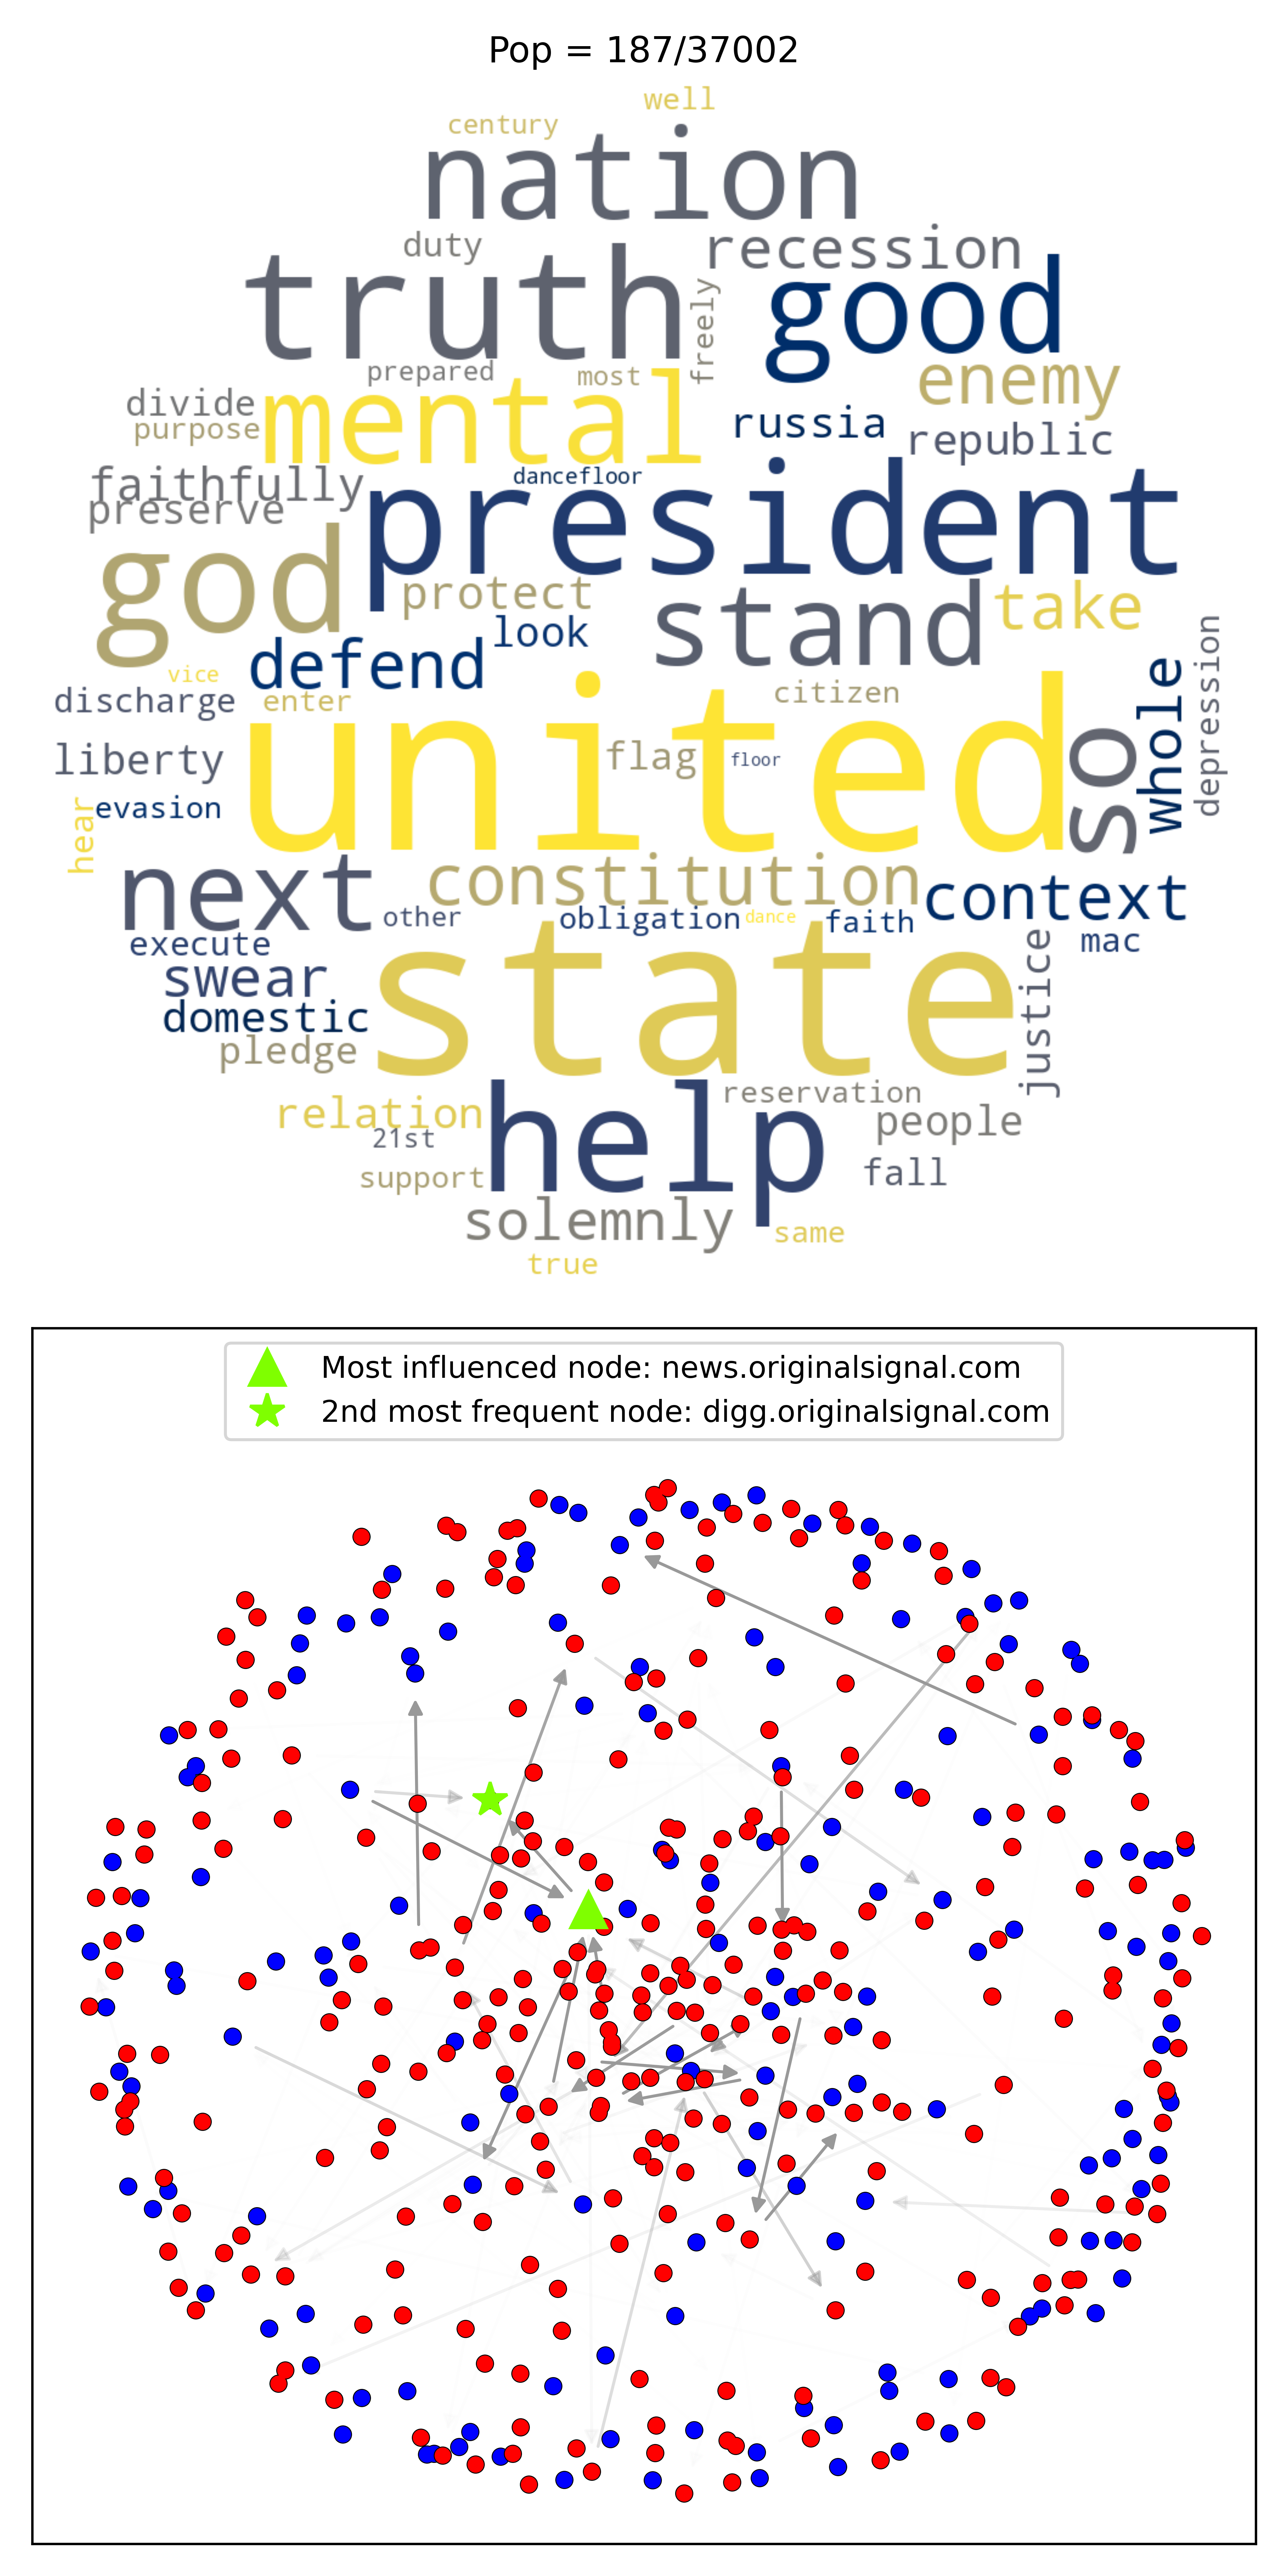 Pop = 187/37002
well
century
nation
duty
recession
truth
good
freely
prepared
most
enemy
mental
divide
purpose
russia
republic
faithfully
dancefloor
president
preserve
god
protect
stand
take
look
defend
vice
citizen
discharge
enter
united
so
whole
depression
liberty
flag
floor
hear
evasion
next
constitution
context
other
obligation
dance
faith
mac
execute
state
swear
justice
domestic
pledge
help
reservation
relation
people
21st
support
fall
solemnly
same
true
Most influenced node: news.originalsignal.com
2nd most frequent node: digg.originalsignal.com